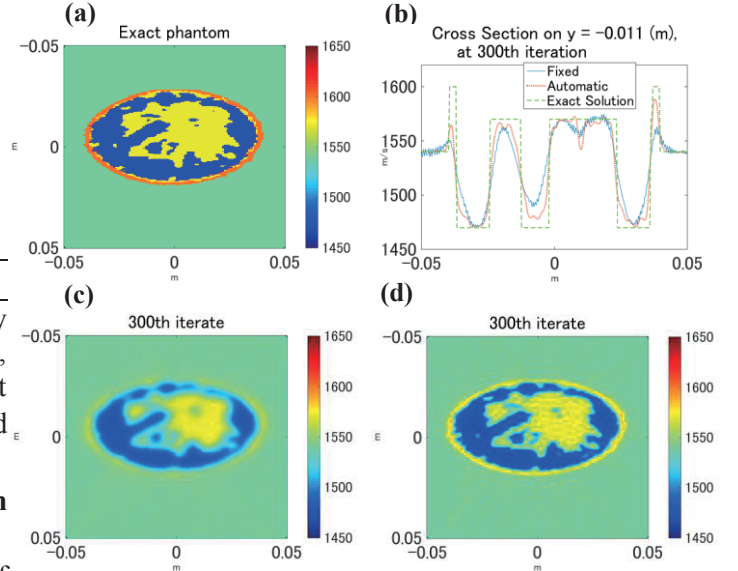 (a)
Exact phantom
−0.05
0
0.05
m
−0.05
0
0.05
m
1650
1600
1550
1500
1450
(b)
Cross Section on y = −0.011 (m),
at 300th iteration
Fixed
Automatic
Exact Solution
1600
1550
1500
1450
m/s
−0.05
0
0.05
m
(c)
300th iterate
−0.05
0
0.05
m
−0.05
0
0.05
m
1650
1600
1550
1500
1450
(d)
300th iterate
−0.05
0
0.05
m
−0.05
0
0.05
m
1650
1600
1550
1500
1450